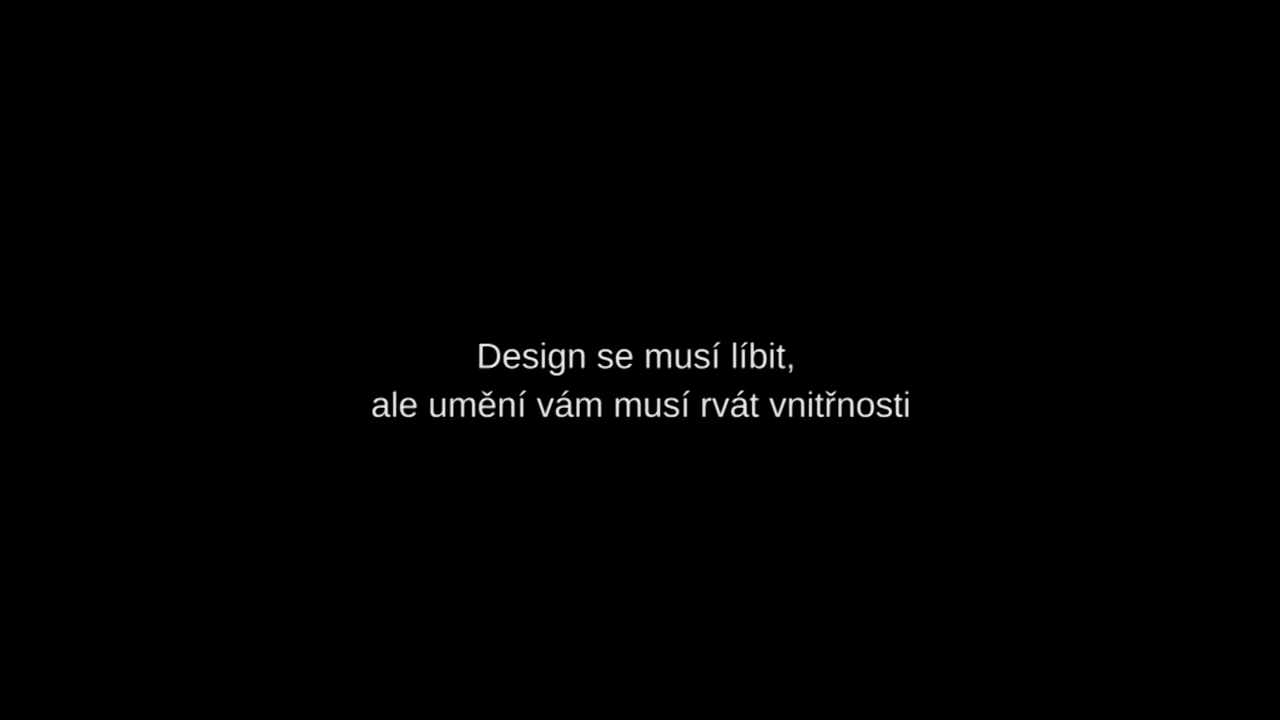 Design se musí líbit,
ale umění vám musí rvát vnitřnosti